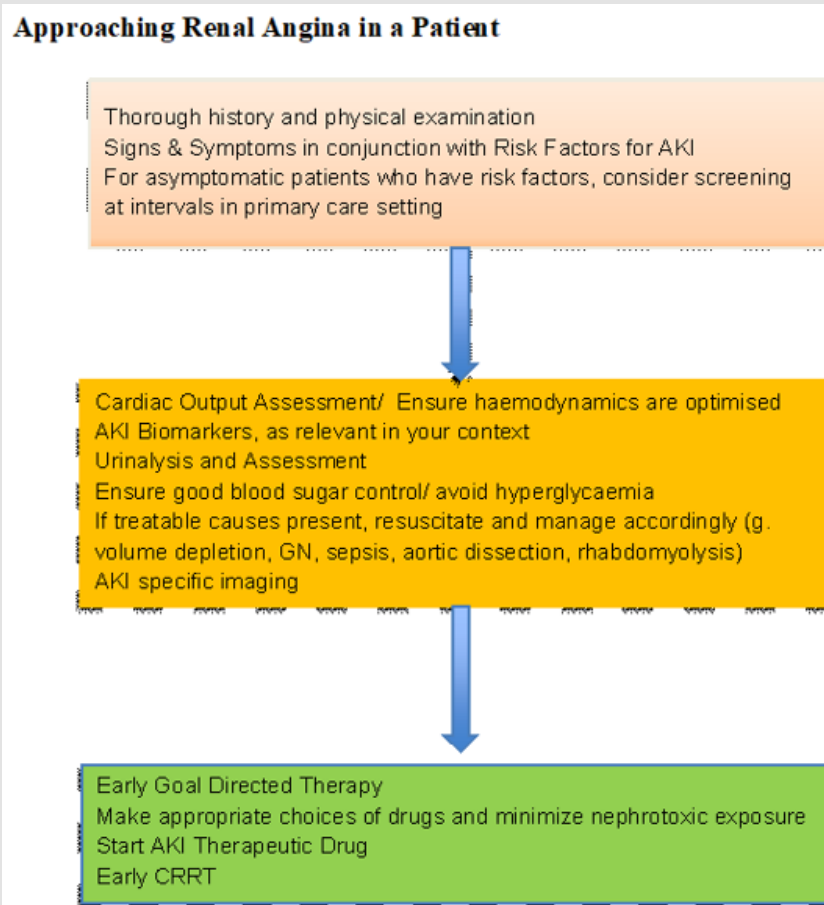 Approaching Renal Angina in a Patient
Thorough history and physical examination
Signs & Symptoms in conjunction with Risk Factors for AKI
For asymptomatic patients who have risk factors, consider screening
at intervals in primary care setting
Cardiac Output Assessment/ Ensure haemodynamics are optimised
AKI Biomarkers, as relevant in your context
Urinalysis and Assessment
Ensure good blood sugar control/ avoid hyperglycaemia
If treatable causes present, resuscitate and manage accordingly (g.
volume depletion, GN, sepsis, aortic dissection, rhabdomyolysis)
AKI specific imaging
Early Goal Directed Therapy
Make appropriate choices of drugs and minimize nephrotoxic exposure
Start AKI Therapeutic Drug
Early CRRT